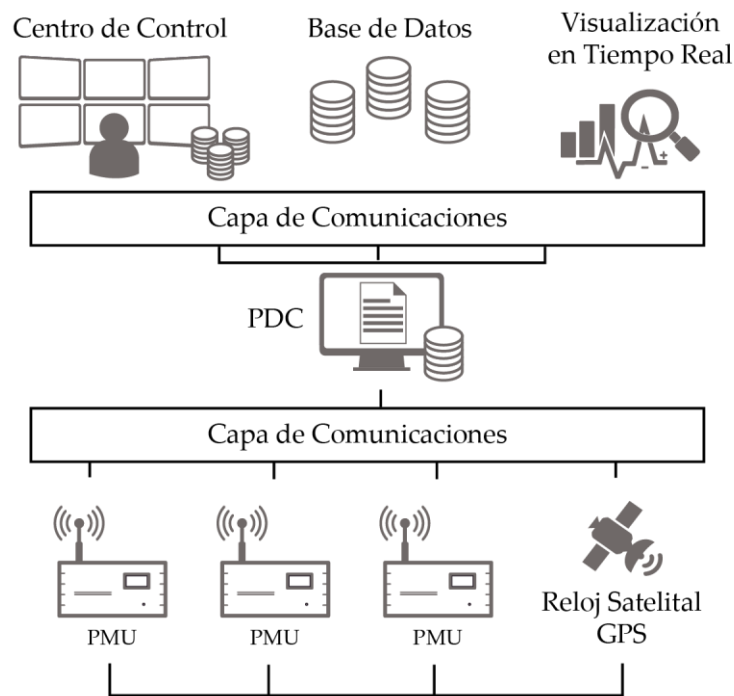 Centro de Control
Base de Datos
Visualización
en Tiempo Real
Capa de Comunicaciones
PDC
Capa de Comunicaciones
PMU
PMU
PMU
Reloj Satelital
GPS